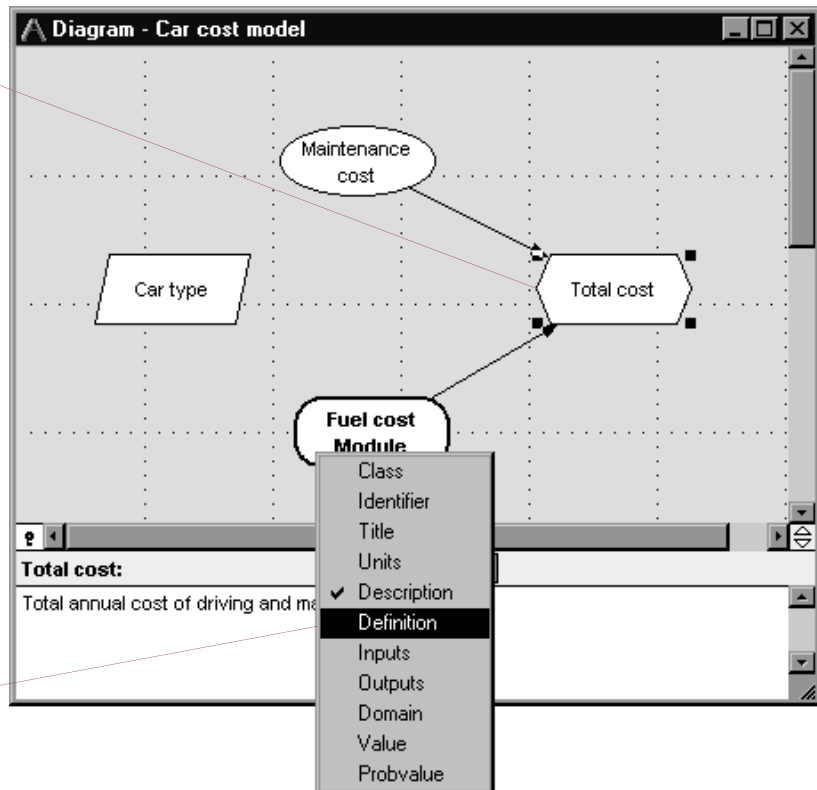 Diagram - Car cost model
Maintenance
cost
Car type
Total cost
Fuel cost
Module
Class
Identifier
Title
Units
Description
Definition
Inputs
Outputs
Domain
Value
Probvalue
?
Total cost:
Total annual cost of driving and ma